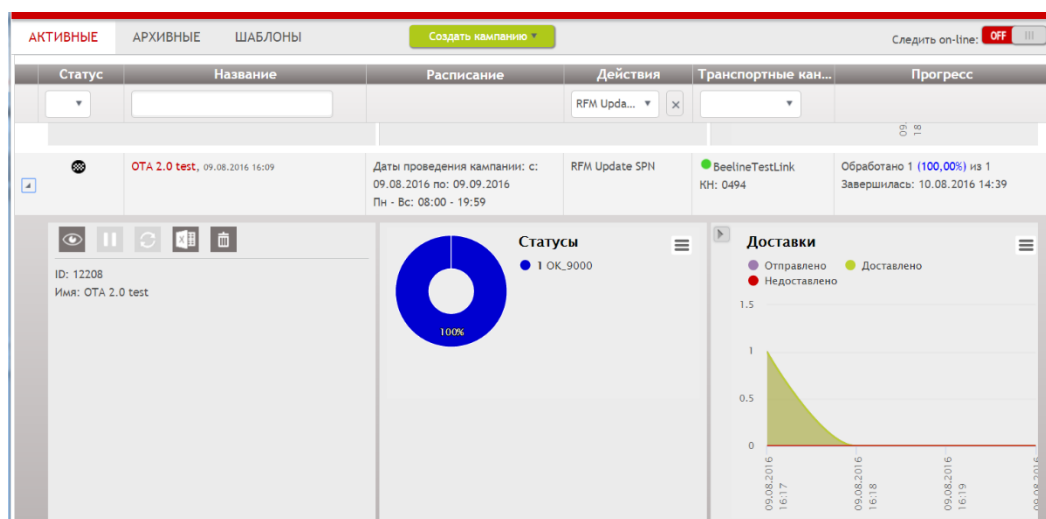 АКТИВНЫЕ АРХИВНЫЕ ШАБЛОНЫ Создать кампанию Следить on-line: OFF
Статус Название Расписание Действия Транспортные кан... Прогресс
RFM Upda... ×
09.
18
OTA 2.0 test, 09.08.2016 16:09
Даты проведения кампании: с:
09.08.2016 по: 09.09.2016
Пн - Вс: 08:00 - 19:59
RFM Update SPN
BeelineTestLink
КН: 0494
Обработано 1 (100,00%) из 1
Завершилась: 10.08.2016 14:39
ID: 12208
Имя: OTA 2.0 test
Статусы
1 OK_9000
100%
Доставки
Отправлено Доставлено
Недоставлено
1.5
1
0.5
0
09.08.2016
16:17
09.08.2016
16:18
09.08.2016
16:19
09.08.2016